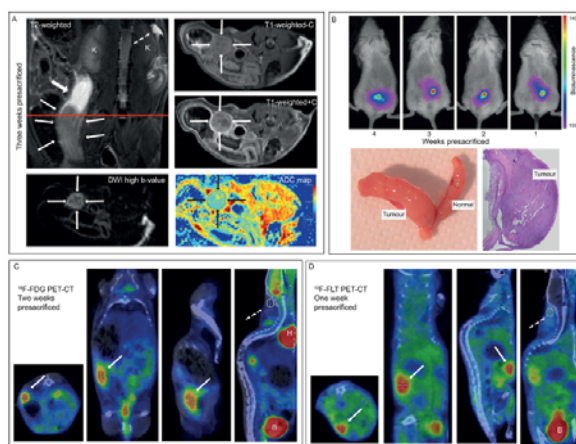 A
T2-weighted
K
K
Three weeks presacrificed
T1-weighted-C
T1-weighted+C
DWI high b-value
ADC map
B
Bioluminescence
4
3
2
1
Weeks presacrificed
Tumour
Normal
Tumour
C
¹⁸F-FDG PET-CT
Two weeks
presacrificed
H
B
D
¹⁸F-FLT PET-CT
One week
presacrificed
B